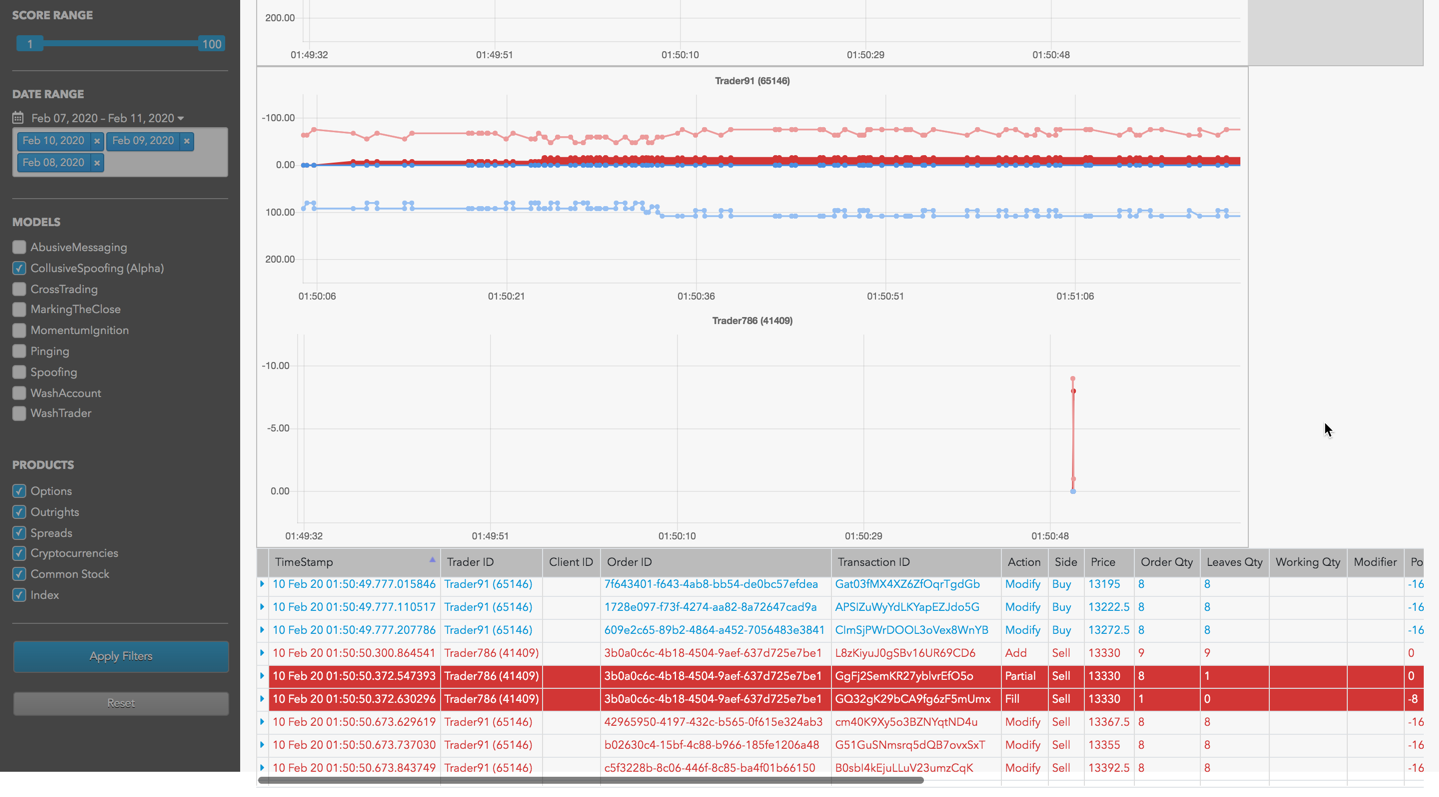 SCORE RANGE
1 100
DATE RANGE
Feb 07, 2020 – Feb 11, 2020
Feb 10, 2020 × Feb 09, 2020 ×
Feb 08, 2020 ×
MODELS
AbusiveMessaging
CollusiveSpoofing (Alpha)
CrossTrading
MarkingTheClose
MomentumIgnition
Pinging
Spoofing
WashAccount
WashTrader
PRODUCTS
Options
Outrights
Spreads
Cryptocurrencies
Common Stock
Index
Apply Filters
Reset
200.00
01:49:32 01:49:51 01:50:10 01:50:29 01:50:48
Trader91 (65146)
-100.00
0.00
100.00
200.00
01:50:06 01:50:21 01:50:36 01:50:51 01:51:06
Trader786 (41409)
-10.00
-5.00
0.00
01:49:32 01:49:51 01:50:10 01:50:29 01:50:48
TimeStamp Trader ID Client ID Order ID Transaction ID Action Side Price Order Qty Leaves Qty Working Qty Modifier Po
10 Feb 20 01:50:49.777.015846 Trader91 (65146) 7f643401-f643-4ab8-bb54-de0bc57efdea Gat03fMX4XZ6ZfOqrTgdGb Modify Buy 13195 8 8 -16
10 Feb 20 01:50:49.777.110517 Trader91 (65146) 1728e097-f73f-4274-aa82-8a72647cad9a APSIZuWyYdLKYapEZJdo5G Modify Buy 13222.5 8 8 -16
10 Feb 20 01:50:49.777.207786 Trader91 (65146) 609e2c65-89b2-4864-a452-7056483e3841 CImSjPWrDOOL3oVex8WnYB Modify Buy 13272.5 8 8 -16
10 Feb 20 01:50:50.300.864541 Trader786 (41409) 3b0a0c6c-4b18-4504-9aef-637d725e7be1 L8zKiyuJ0gSBv16UR69CD6 Add Sell 13330 9 9 0
10 Feb 20 01:50:50.372.547393 Trader786 (41409) 3b0a0c6c-4b18-4504-9aef-637d725e7be1 GgFj2SemKR27yblvrEfO5o Partial Sell 13330 8 1 0
10 Feb 20 01:50:50.372.630296 Trader786 (41409) 3b0a0c6c-4b18-4504-9aef-637d725e7be1 GQ32gK29bCA9fg6zF5mUmx Fill Sell 13330 1 0 -8
10 Feb 20 01:50:50.673.629619 Trader91 (65146) 42965950-4197-432c-b565-0f615e324ab3 cm40K9Xy5o3BZNYqtND4u Modify Sell 13367.5 8 8 -16
10 Feb 20 01:50:50.673.737030 Trader91 (65146) b02630c4-15bf-4c88-b966-185fe1206a48 G51GuSNmsrq5dQB7ovxSxT Modify Sell 13355 8 8 -16
10 Feb 20 01:50:50.673.843749 Trader91 (65146) c5f3228b-8c06-446f-8c85-ba4f01b66150 B0sbI4kEjuLLuV23umzCqK Modify Sell 13392.5 8 8 -16